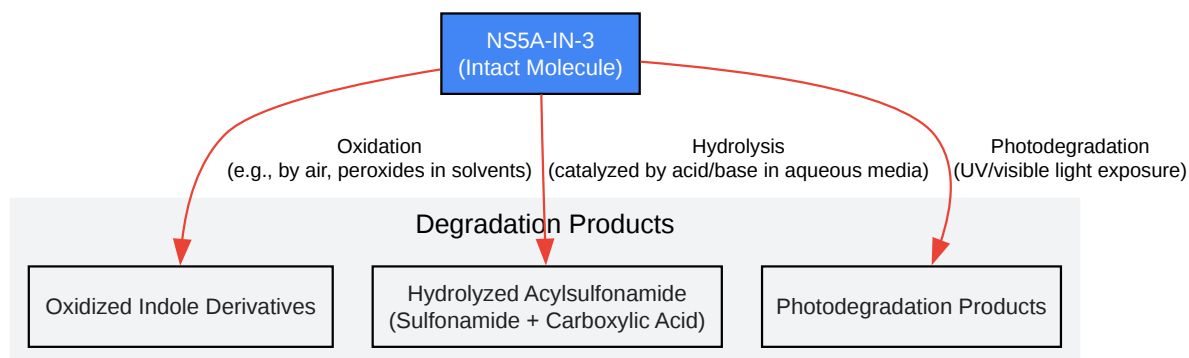 NS5A-IN-3
(Intact Molecule)
Oxidation
(e.g., by air, peroxides in solvents)
Hydrolysis
(catalyzed by acid/base in aqueous media)
Photodegradation
(UV/visible light exposure)
Degradation Products
Oxidized Indole Derivatives
Hydrolyzed Acylsulfonamide
(Sulfonamide + Carboxylic Acid)
Photodegradation Products